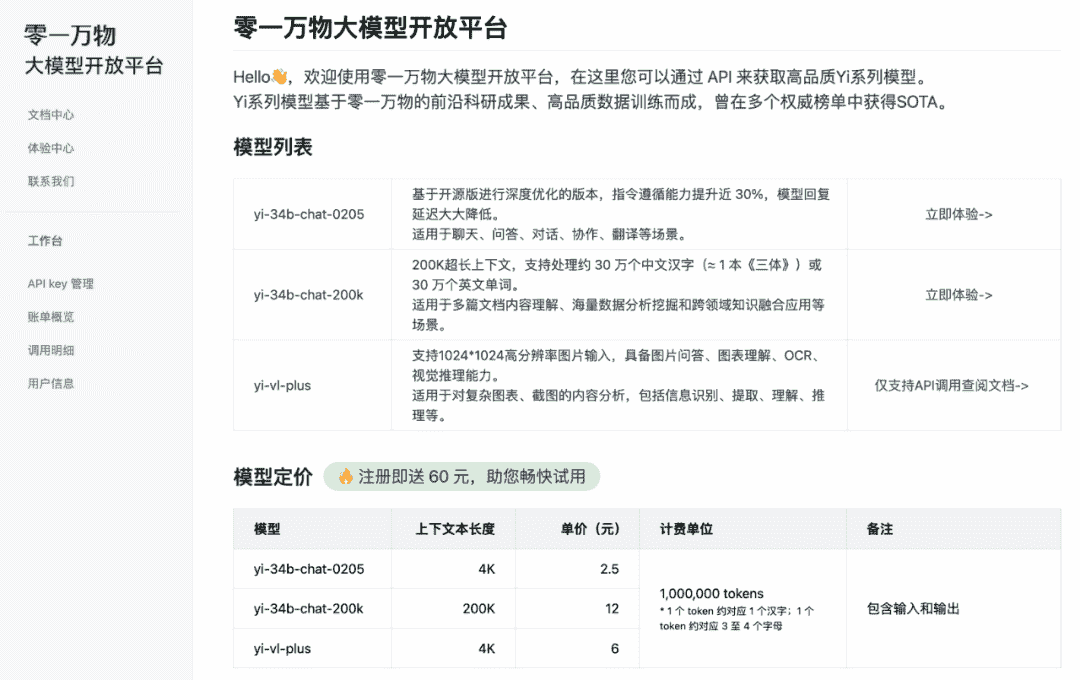 零一万物
大模型开放平台
文档中心
体验中心
联系我们
工作台
API key 管理
账单概览
调用明细
用户信息
零一万物大模型开放平台
Hello👋，欢迎使用零一万物大模型开放平台，在这里您可以通过 API 来获取高品质Yi系列模型。
Yi系列模型基于零一万物的前沿科研成果、高品质数据训练而成，曾在多个权威榜单中获得SOTA。
模型列表
yi-34b-chat-0205
基于开源版进行深度优化的版本，指令遵循能力提升近 30%，模型回复
延迟大大降低。
适用于聊天、问答、对话、协作、翻译等场景。
立即体验->
yi-34b-chat-200k
200K超长上下文，支持处理约 30 万个中文汉字（≈ 1 本《三体》）或
30 万个英文单词。
适用于多篇文档内容理解、海量数据分析挖掘和跨领域知识融合应用等
场景。
立即体验->
yi-vl-plus
支持1024*1024高分辨率图片输入，具备图片问答、图表理解、OCR、
视觉推理能力。
适用于对复杂图表、截图的内容分析，包括信息识别、提取、理解、推
理等。
仅支持API调用查阅文档->
模型定价
🔥 注册即送 60 元，助您畅快试用
模型 上下文本长度 单价（元） 计费单位 备注
yi-34b-chat-0205 4K 2.5
yi-34b-chat-200k 200K 12
yi-vl-plus 4K 6
1,000,000 tokens
* 1 个 token 约对应 1 个汉字；1 个
token 约对应 3 至 4 个字母
包含输入和输出